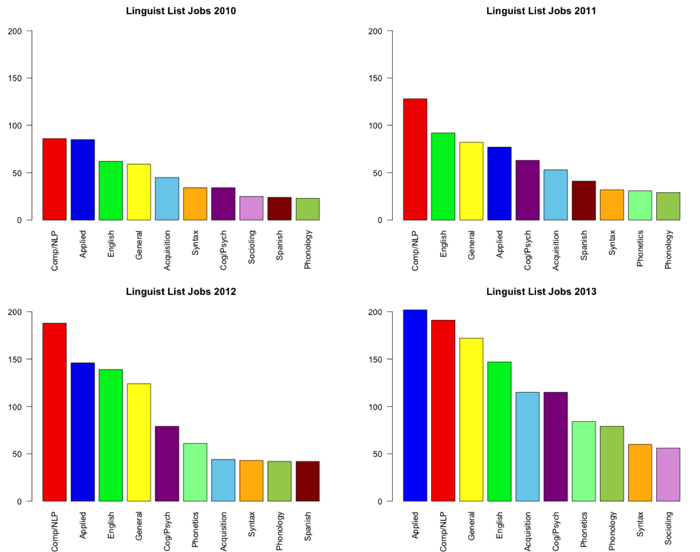 Linguist List Jobs 2010
200
150
100
50
0
Comp/NLP
Applied
English
General
Acquisition
Syntax
Cog/Psych
Socioling
Spanish
Phonology
Linguist List Jobs 2011
200
150
100
50
0
Comp/NLP
English
General
Applied
Cog/Psych
Acquisition
Spanish
Syntax
Phonetics
Phonology
Linguist List Jobs 2012
200
150
100
50
0
Comp/NLP
Applied
English
General
Cog/Psych
Phonetics
Acquisition
Syntax
Phonology
Spanish
Linguist List Jobs 2013
200
150
100
50
0
Applied
Comp/NLP
General
English
Acquisition
Cog/Psych
Phonetics
Phonology
Syntax
Socioling